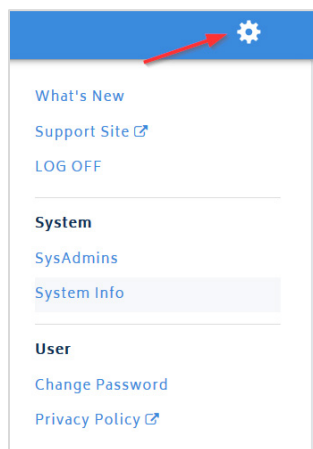 What's New
Support Site
LOG OFF
System
SysAdmins
System Info
User
Change Password
Privacy Policy